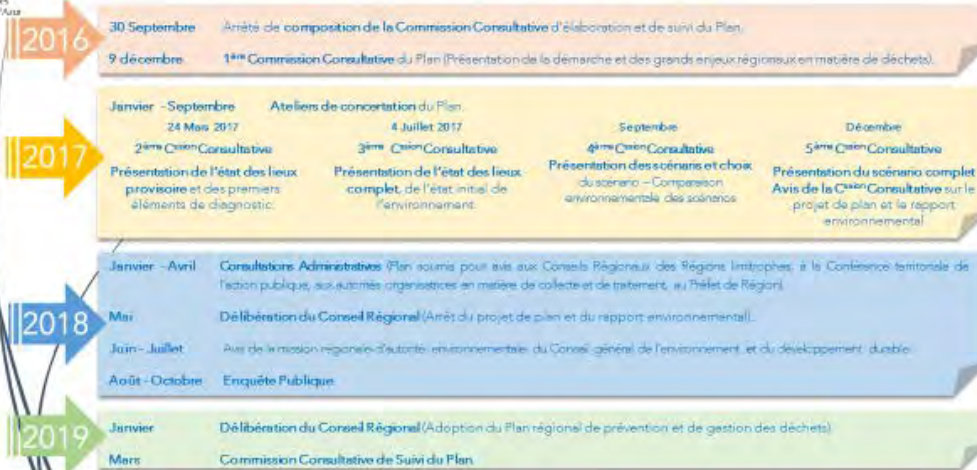 2016
30 Septembre Arrêté de composition de la Commission Consultative d'élaboration et de suivi du Plan.
9 décembre 1ère Commission Consultative du Plan (Présentation de la démarche et des grands enjeux régionaux en matière de déchets).
2017
Janvier - Septembre Ateliers de concertation du Plan
24 Mars 2017
2ème Cssion Consultative
Présentation de l'état des lieux
provisoire et des premiers
éléments de diagnostic.
4 Juillet 2017
3ème Cssion Consultative
Présentation de l'état des lieux
complet, de l'état initial de
l'environnement
Septembre
4ème Cssion Consultative
Présentation des scénarii et choix
du scénario – Comparaison
environnementale des scénarios
Décembre
5ème Cssion Consultative
Présentation du scénario complet
Avis de la Cssion Consultative sur le
projet de plan et le rapport
environnemental
2018
Janvier - Avril Consultations Administratives (Plan soumis pour avis aux Conseils Régionaux des Régions limitrophes, à la Conférence territoriale de
l'action publique, aux autorités organisatrices en matière de collecte et de traitement, au Préfet de Région).
Mai Délibération du Conseil Régional (Arrêt du projet de plan et du rapport environnemental).
Juin - Juillet Avis de la mission régionale d'autorité environnementale du Conseil général de l'environnement et du développement durable
Août - Octobre Enquête Publique
2019
Janvier Délibération du Conseil Régional (Adoption du Plan régional de prévention et de gestion des déchets)
Mars Commission Consultative de Suivi du Plan